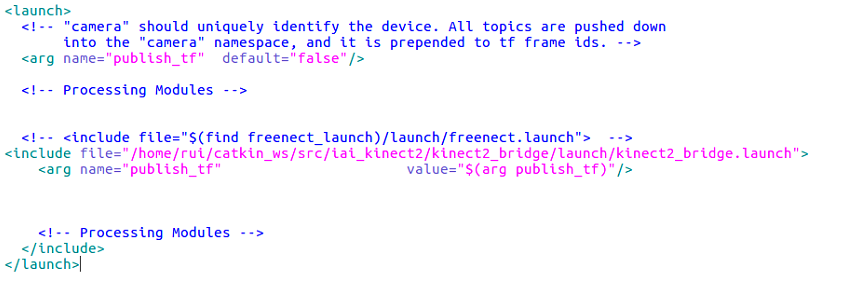 <launch>
  <!-- "camera" should uniquely identify the device. All topics are pushed down
       into the "camera" namespace, and it is prepended to tf frame ids. -->
  <arg name="publish_tf"  default="false"/>
  <!-- Processing Modules -->
  <!-- <include file="$(find freenect_launch)/launch/freenect.launch">  -->
<include file="/home/rui/catkin_ws/src/iai_kinect2/kinect2_bridge/launch/kinect2_bridge.launch">
    <arg name="publish_tf"                      value="$(arg publish_tf)"/>
    <!-- Processing Modules -->
  </include>
</launch>